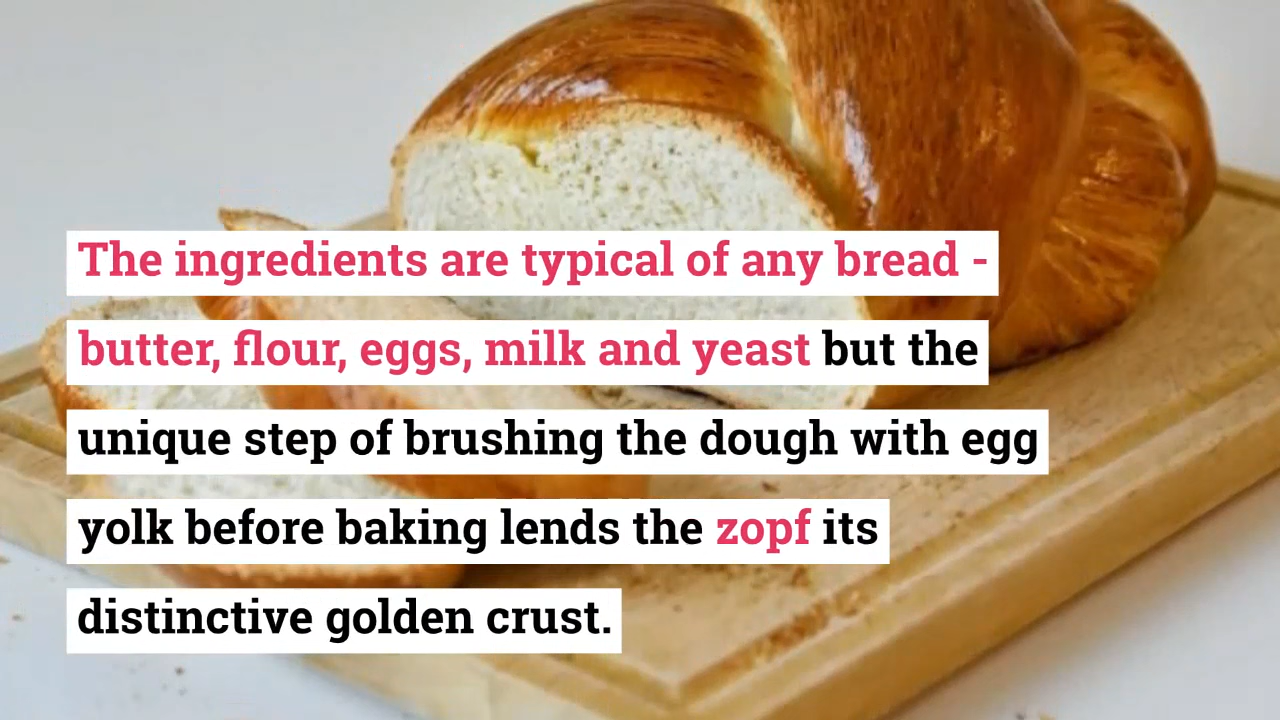 The ingredients are typical of any bread -
butter, flour, eggs, milk and yeast but the
unique step of brushing the dough with egg
yolk before baking lends the zopf its
distinctive golden crust.